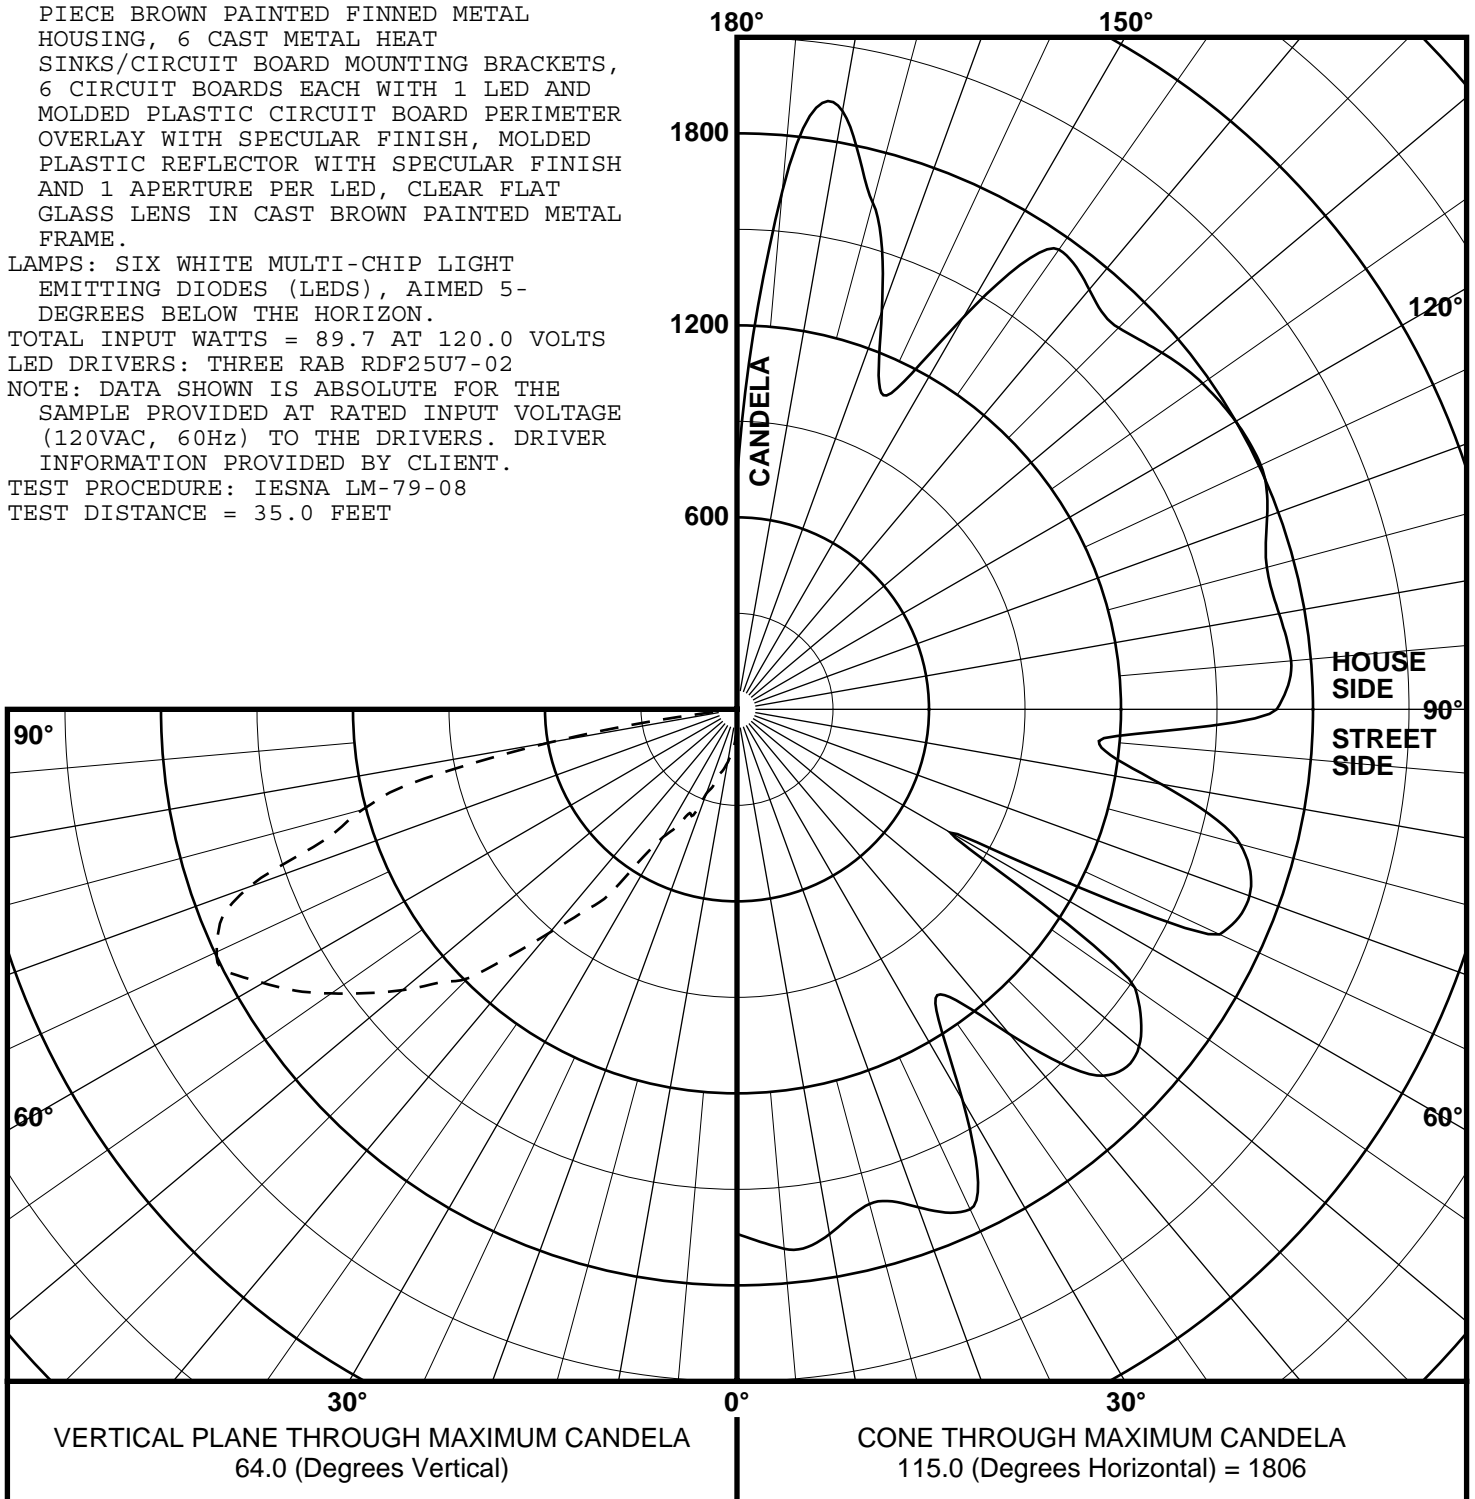 PIECE BROWN PAINTED FINNED METAL
HOUSING, 6 CAST METAL HEAT
SINKS/CIRCUIT BOARD MOUNTING BRACKETS,
6 CIRCUIT BOARDS EACH WITH 1 LED AND
MOLDED PLASTIC CIRCUIT BOARD PERIMETER
OVERLAY WITH SPECULAR FINISH, MOLDED
PLASTIC REFLECTOR WITH SPECULAR FINISH
AND 1 APERTURE PER LED, CLEAR FLAT
GLASS LENS IN CAST BROWN PAINTED METAL
FRAME.
LAMPS: SIX WHITE MULTI-CHIP LIGHT
EMITTING DIODES (LEDS), AIMED 5-
DEGREES BELOW THE HORIZON.
TOTAL INPUT WATTS = 89.7 AT 120.0 VOLTS
LED DRIVERS: THREE RAB RDF25U7-02
NOTE: DATA SHOWN IS ABSOLUTE FOR THE
SAMPLE PROVIDED AT RATED INPUT VOLTAGE
(120VAC, 60Hz) TO THE DRIVERS. DRIVER
INFORMATION PROVIDED BY CLIENT.
TEST PROCEDURE: IESNA LM-79-08
TEST DISTANCE = 35.0 FEET
180°
150°
1800
120°
1200
CANDELA
600
HOUSE
SIDE
90°
90°
STREET
SIDE
60°
60°
30°
0°
30°
VERTICAL PLANE THROUGH MAXIMUM CANDELA
64.0 (Degrees Vertical)
CONE THROUGH MAXIMUM CANDELA
115.0 (Degrees Horizontal) = 1806